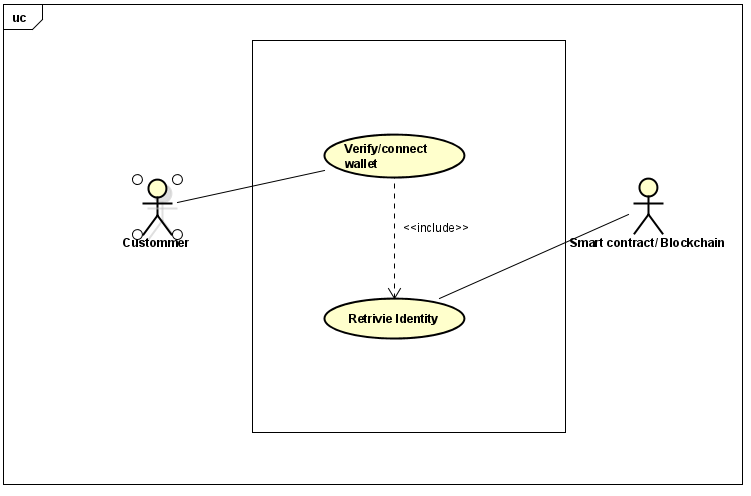 uc
Verify/connect
wallet
<<include>>
Custommer
Smart contract/ Blockchain
Retrivie Identity